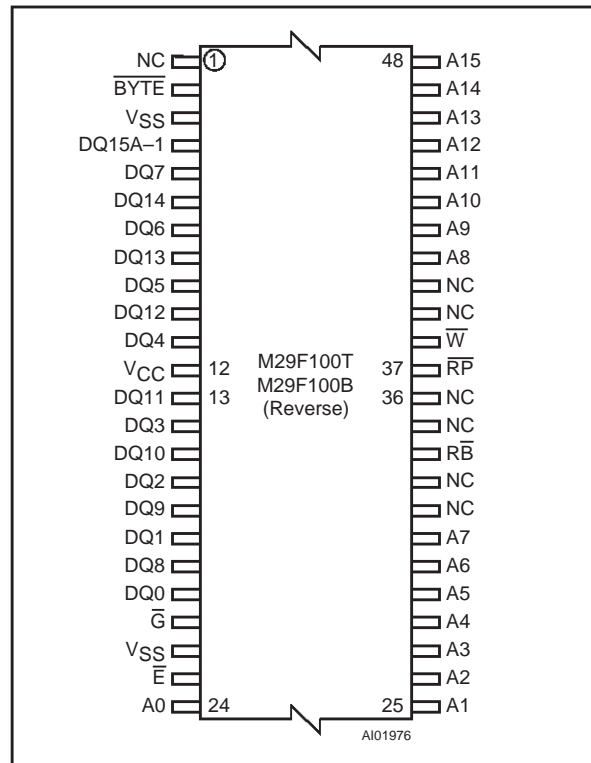 NC 1 48 A15
B̅Y̅T̅E̅ A14
VSS A13
DQ15A–1 A12
DQ7 A11
DQ14 A10
DQ6 A9
DQ13 A8
DQ5 NC
DQ12 NC
DQ4 W̅
VCC 12 M29F100T 37 R̅P̅
DQ11 13 M29F100B 36 NC
(Reverse)
DQ3 NC
DQ10 RB̅
DQ2 NC
DQ9 NC
DQ1 A7
DQ8 A6
DQ0 A5
G̅ A4
VSS A3
E̅ A2
A0 24 25 A1
AI01976